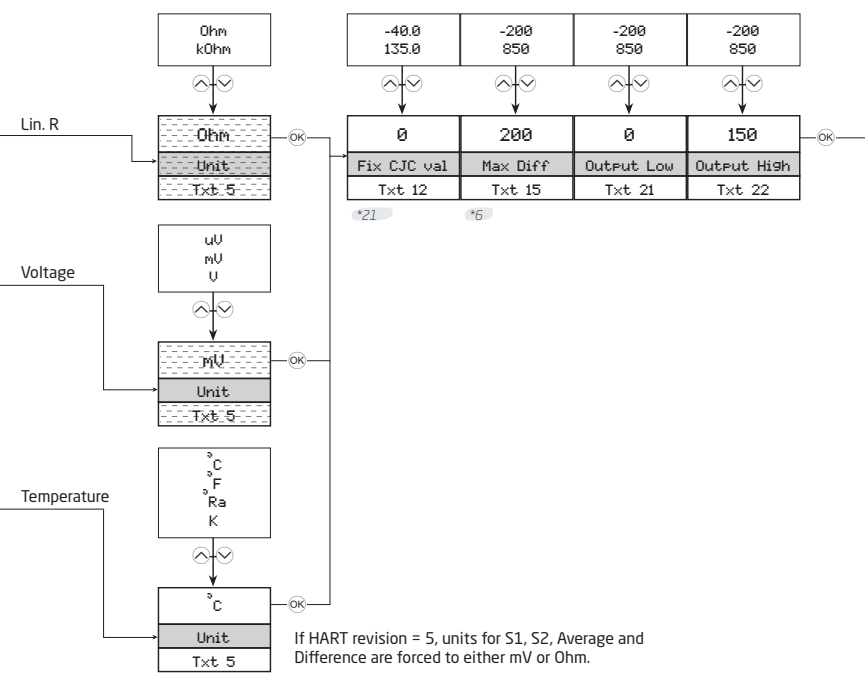 Ohm
kOhm
-40.0
135.0
-200
850
-200
850
-200
850
Lin. R
Ohm
Unit
Txt 5
OK
0
Fix CJC val
Txt 12
200
Max Diff
Txt 15
0
Output Low
Txt 21
150
Output High
Txt 22
OK
*21
*6
uV
mV
V
Voltage
mV
Unit
Txt 5
OK
°C
°F
°Ra
K
Temperature
°C
Unit
Txt 5
OK
If HART revision = 5, units for S1, S2, Average and
Difference are forced to either mV or Ohm.